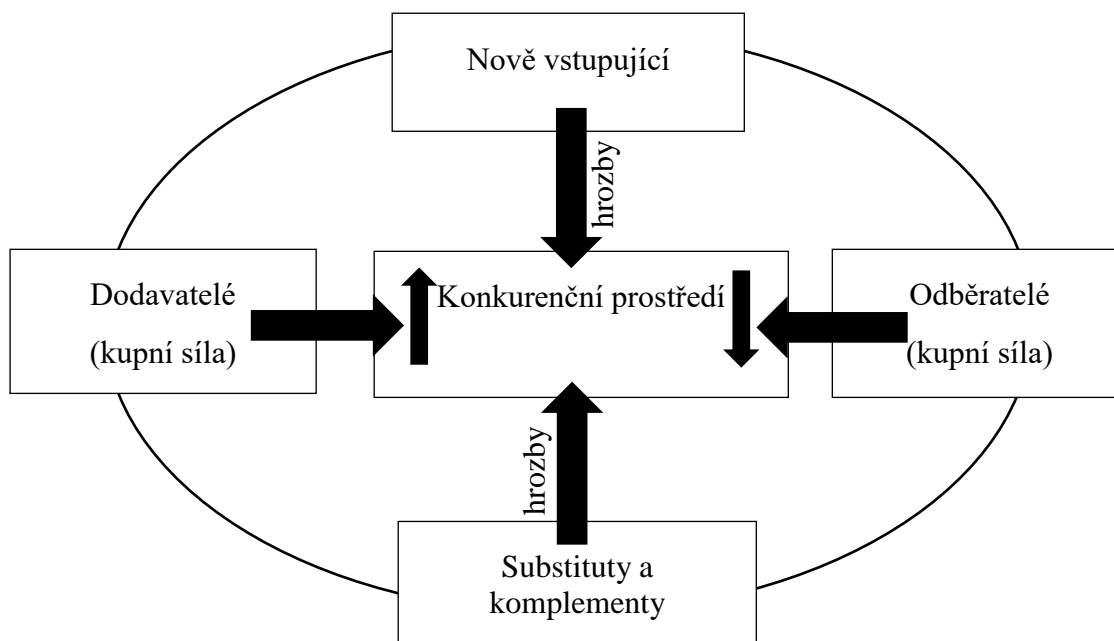 Nově vstupující
hrozby
Dodavatelé
(kupní síla)
Konkurenční prostředí
Odběratelé
(kupní síla)
hrozby
Substituty a
komplementy